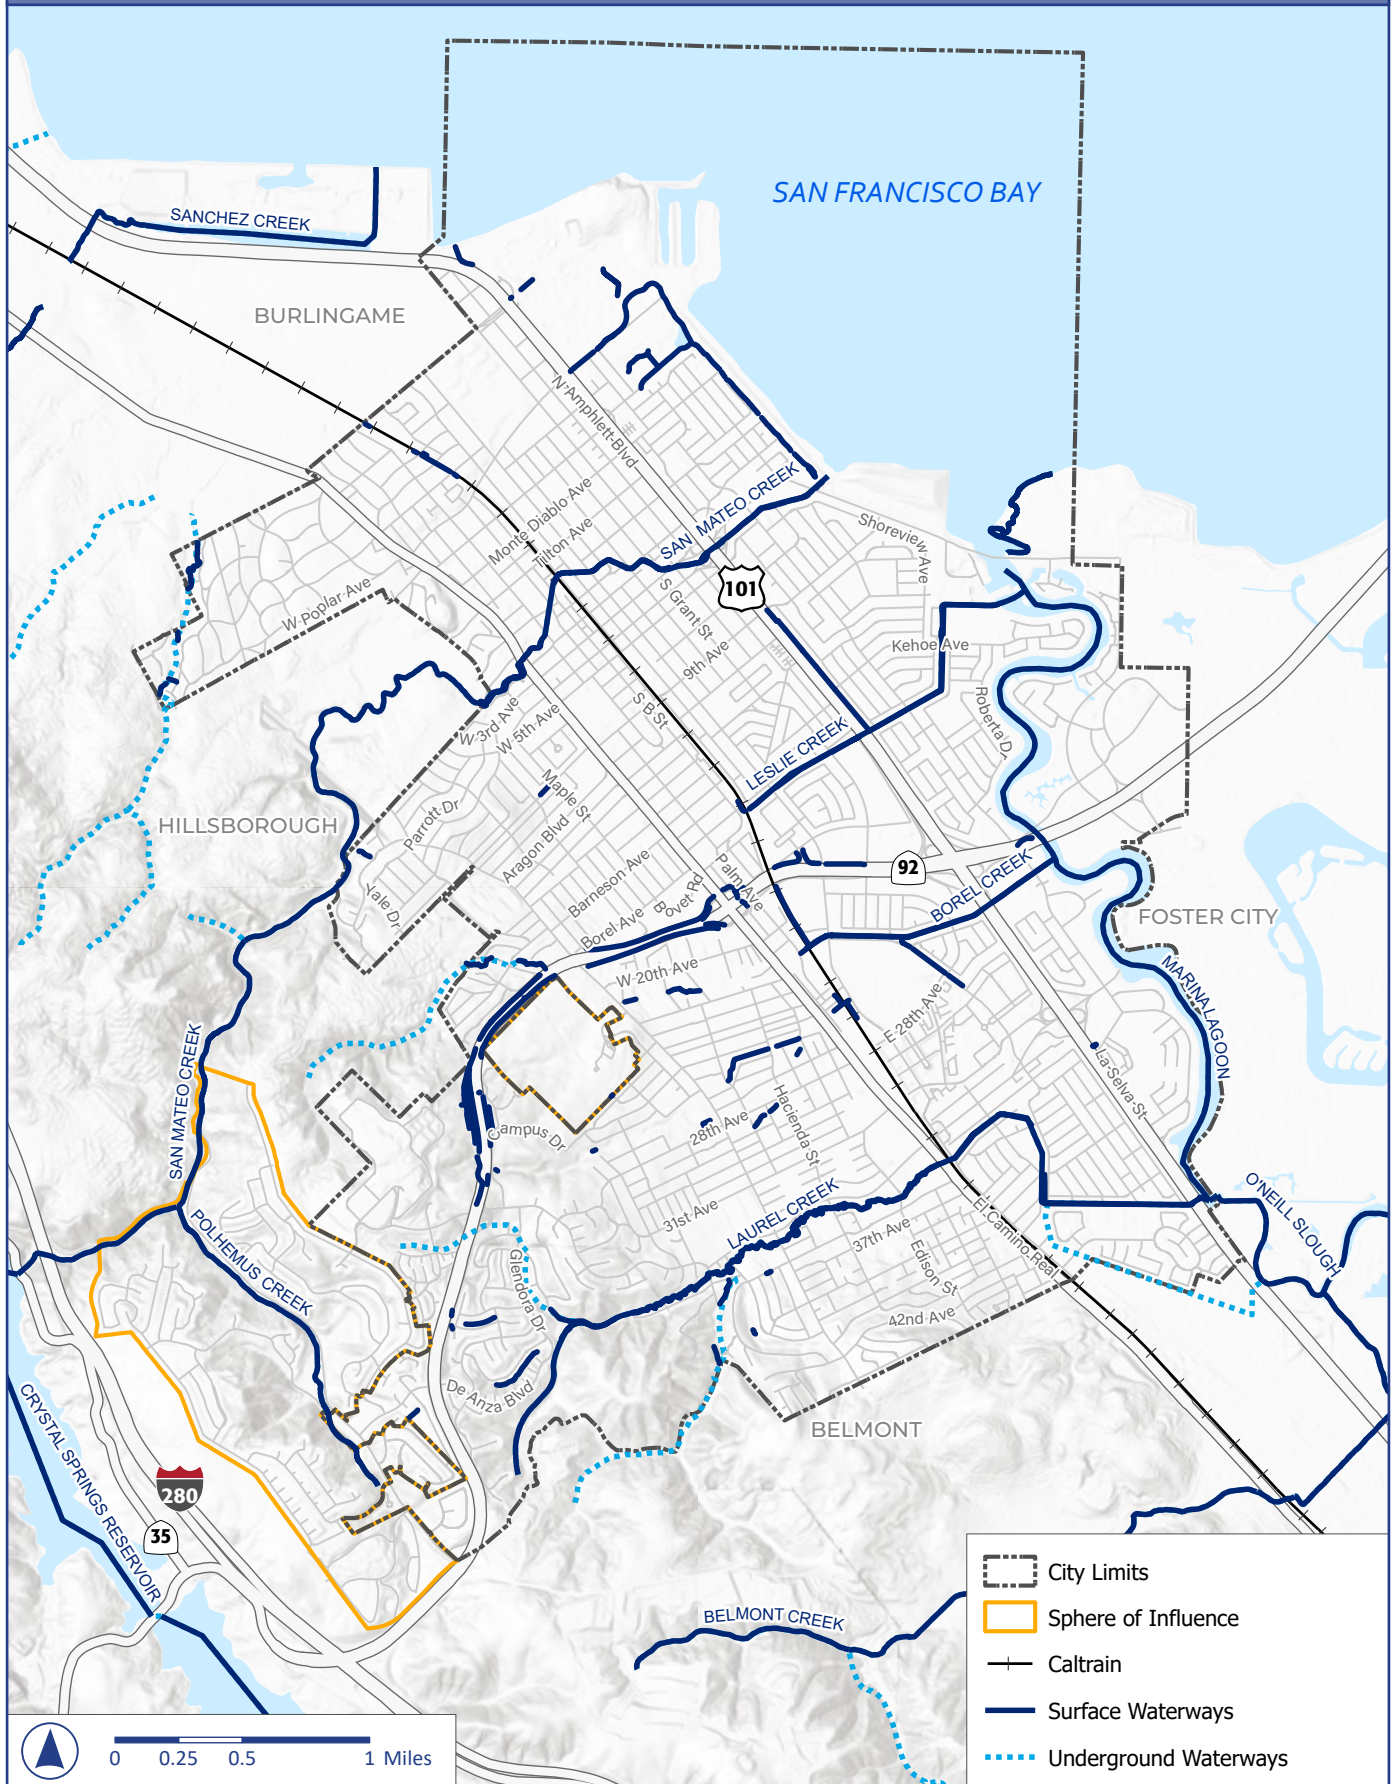 SAN FRANCISCO BAY
SANCHEZ CREEK
BURLINGAME
N Amphlett Blvd
SAN MATEO CREEK
Monte Diablo Ave
Tilton Ave
Shoreview Ave
101
W Poplar Ave
S Grant St
Kehoe Ave
9th Ave
Roberta Dr
S B St
W 3rd Ave
W 5th Ave
LESLIE CREEK
Maple St
Parrott Dr
HILLSBOROUGH
Aragon Blvd
92
Palm Ave
Barneson Ave
Bovet Rd
BOREL CREEK
Yale Dr
FOSTER CITY
Borel Ave
W 20th Ave
MARINA LAGOON
E 28th Ave
SAN MATEO CREEK
La Selva St
Campus Dr
28th Ave
Hacienda St
O'NEILL SLOUGH
LAUREL CREEK
31st Ave
37th Ave
El Camino Real
POLHEMUS CREEK
Glendora Dr
Edison St
42nd Ave
De Anza Blvd
BELMONT
CRYSTAL SPRINGS RESERVOIR
280
35
BELMONT CREEK
City Limits
Sphere of Influence
Caltrain
Surface Waterways
Underground Waterways
0 0.25 0.5 1 Miles